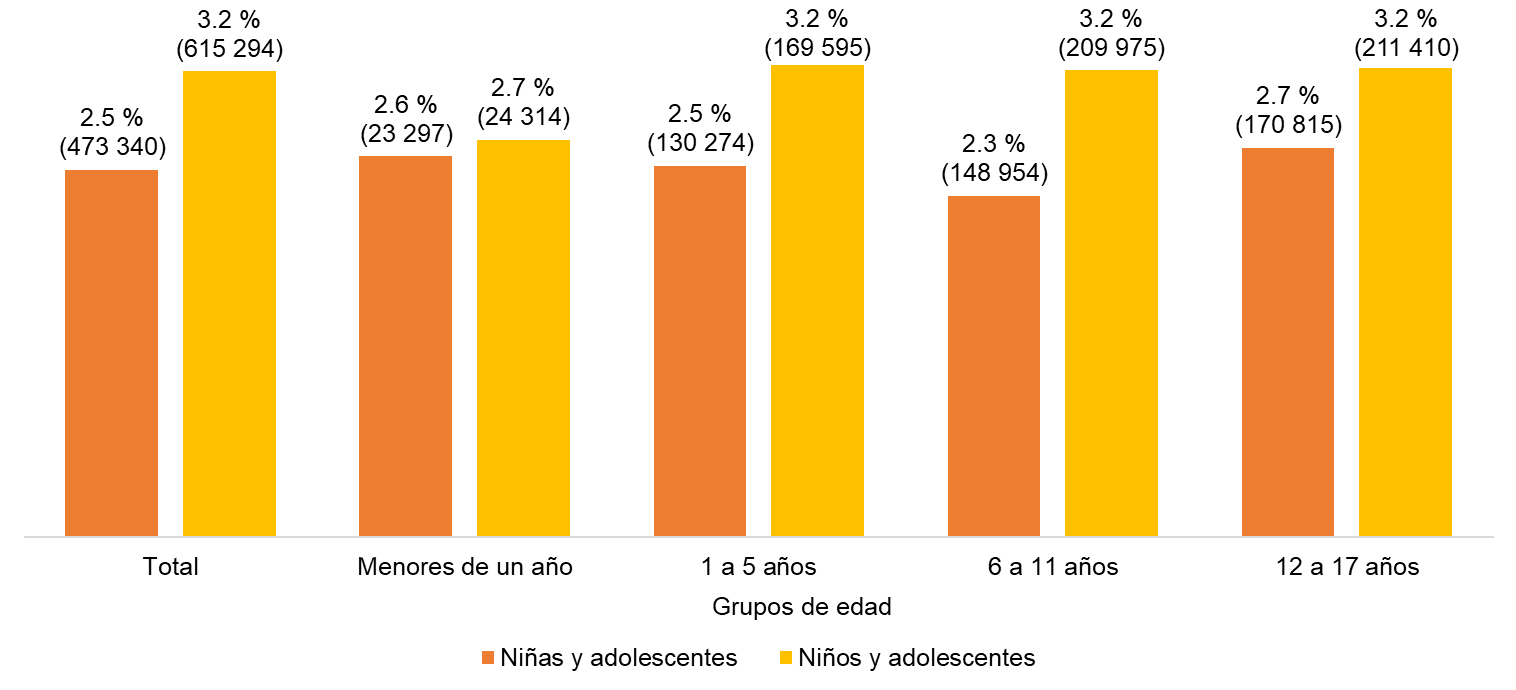 3.2 %
(615 294)
2.5 %
(473 340)
2.6 %
(23 297)
2.7 %
(24 314)
2.5 %
(130 274)
3.2 %
(169 595)
2.3 %
(148 954)
3.2 %
(209 975)
2.7 %
(170 815)
3.2 %
(211 410)
Total
Menores de un año
1 a 5 años
6 a 11 años
12 a 17 años
Grupos de edad
Niñas y adolescentes
Niños y adolescentes